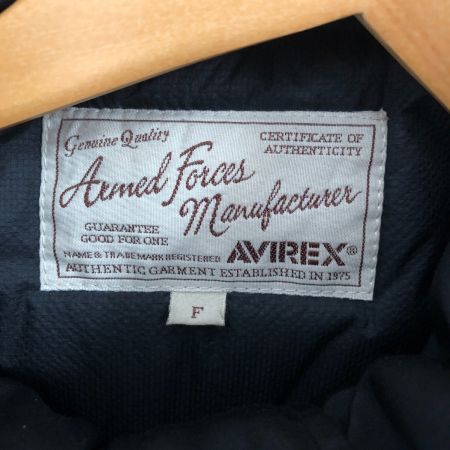 Genuine Quality
CERTIFICATE OF
AUTHENTICITY
Armed Forces
Manufacturer
GUARANTEE
GOOD FOR ONE
NAME & TRADEMARK REGISTERED
AVIREX®
AUTHENTIC GARMENT ESTABLISHED IN 1975
F